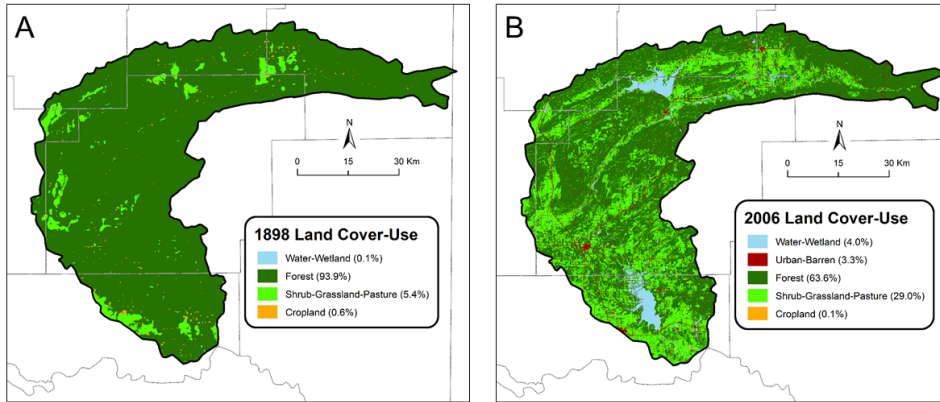 A
N
0 15 30 Km
1898 Land Cover-Use
Water-Wetland (0.1%)
Forest (93.9%)
Shrub-Grassland-Pasture (5.4%)
Cropland (0.6%)
B
N
0 15 30 Km
2006 Land Cover-Use
Water-Wetland (4.0%)
Urban-Barren (3.3%)
Forest (63.6%)
Shrub-Grassland-Pasture (29.0%)
Cropland (0.1%)